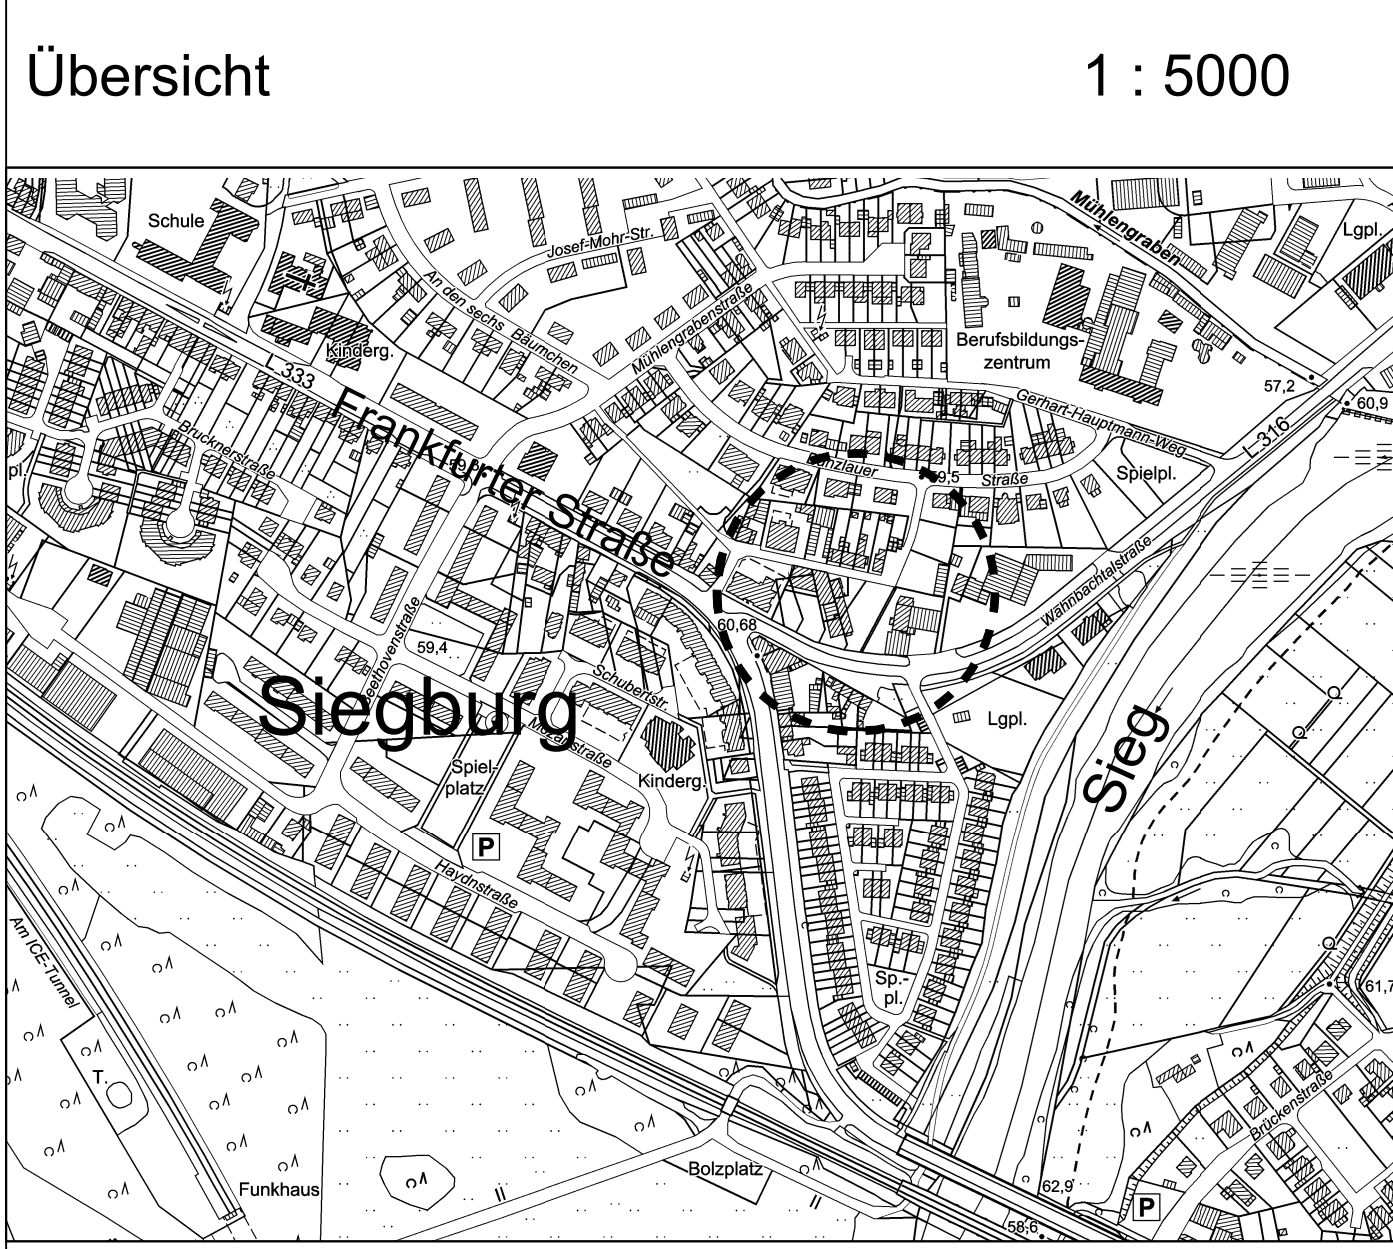 Übersicht
1 : 5000
Schule
Mühlengraben
Lgpl.
Josef-Mohr-Str.
An den sechs Bäumchen
Mühlengrabenstraße
Kinderg.
Berufsbildungs-
zentrum
L 333
57,2
60,9
Gerhart-Hauptmann-Weg
L 316
Frankfurter Straße
Brucknerstraße
pl.
Bunzlauer
Straße
Spielpl.
Wahnbachtalstraße
60,68
59,4
Beethovenstraße
Schubertstr.
Siegburg
Mozartstraße
Lgpl.
Sieg
Spiel-
platz
Kinderg.
P
Haydnstraße
Am ICE-Tunnel
Sp.-
pl.
61,7
T.
Brückenstraße
Bolzplatz
Funkhaus
62,9
P
58,6